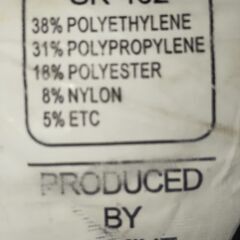 38% POLYETHYLENE
31% POLYPROPYLENE
18% POLYESTER
8% NYLON
5% ETC
PRODUCED
BY